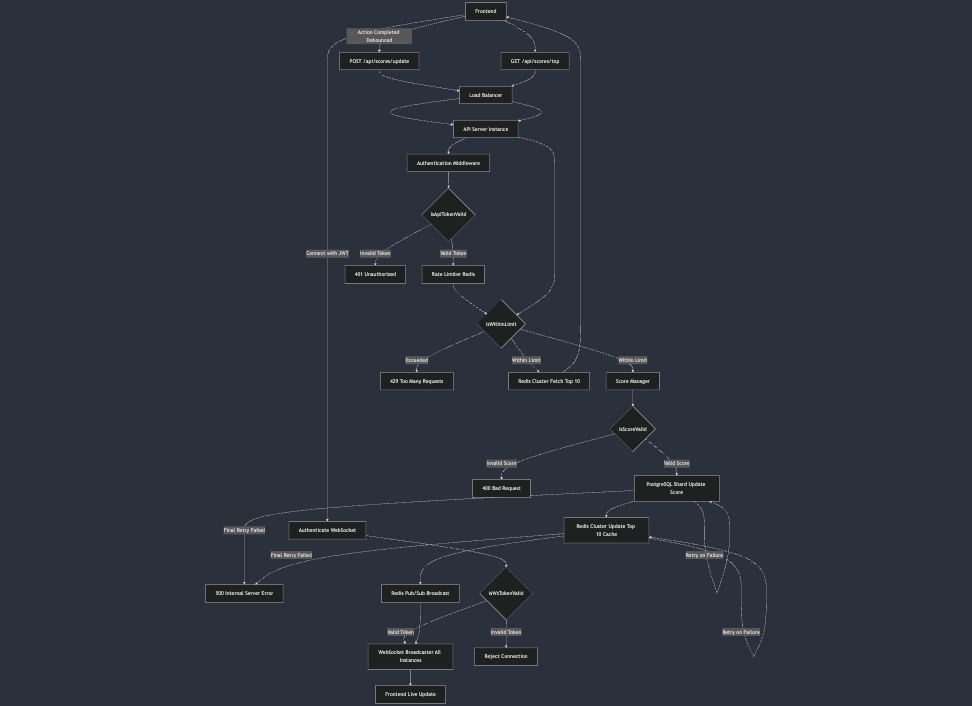 Frontend
Action Completed
Debounced
POST /api/scores/update
GET /api/scores/top
Load Balancer
API Server Instance
Authentication Middleware
isApiTokenValid
Connect with JWT
Invalid Token
Valid Token
401 Unauthorized
Rate Limiter Redis
isWithinLimit
Exceeded
Within Limit
Within Limit
429 Too Many Requests
Redis Cluster Fetch Top 10
Score Manager
isScoreValid
Invalid Score
Valid Score
400 Bad Request
PostgreSQL Shard Update
Score
Final Retry Failed
Authenticate WebSocket
Redis Cluster Update Top
10 Cache
Final Retry Failed
Retry on Failure
500 Internal Server Error
Redis Pub/Sub Broadcast
isWsTokenValid
Valid Token
Invalid Token
Retry on Failure
WebSocket Broadcaster All
Instances
Reject Connection
Frontend Live Update